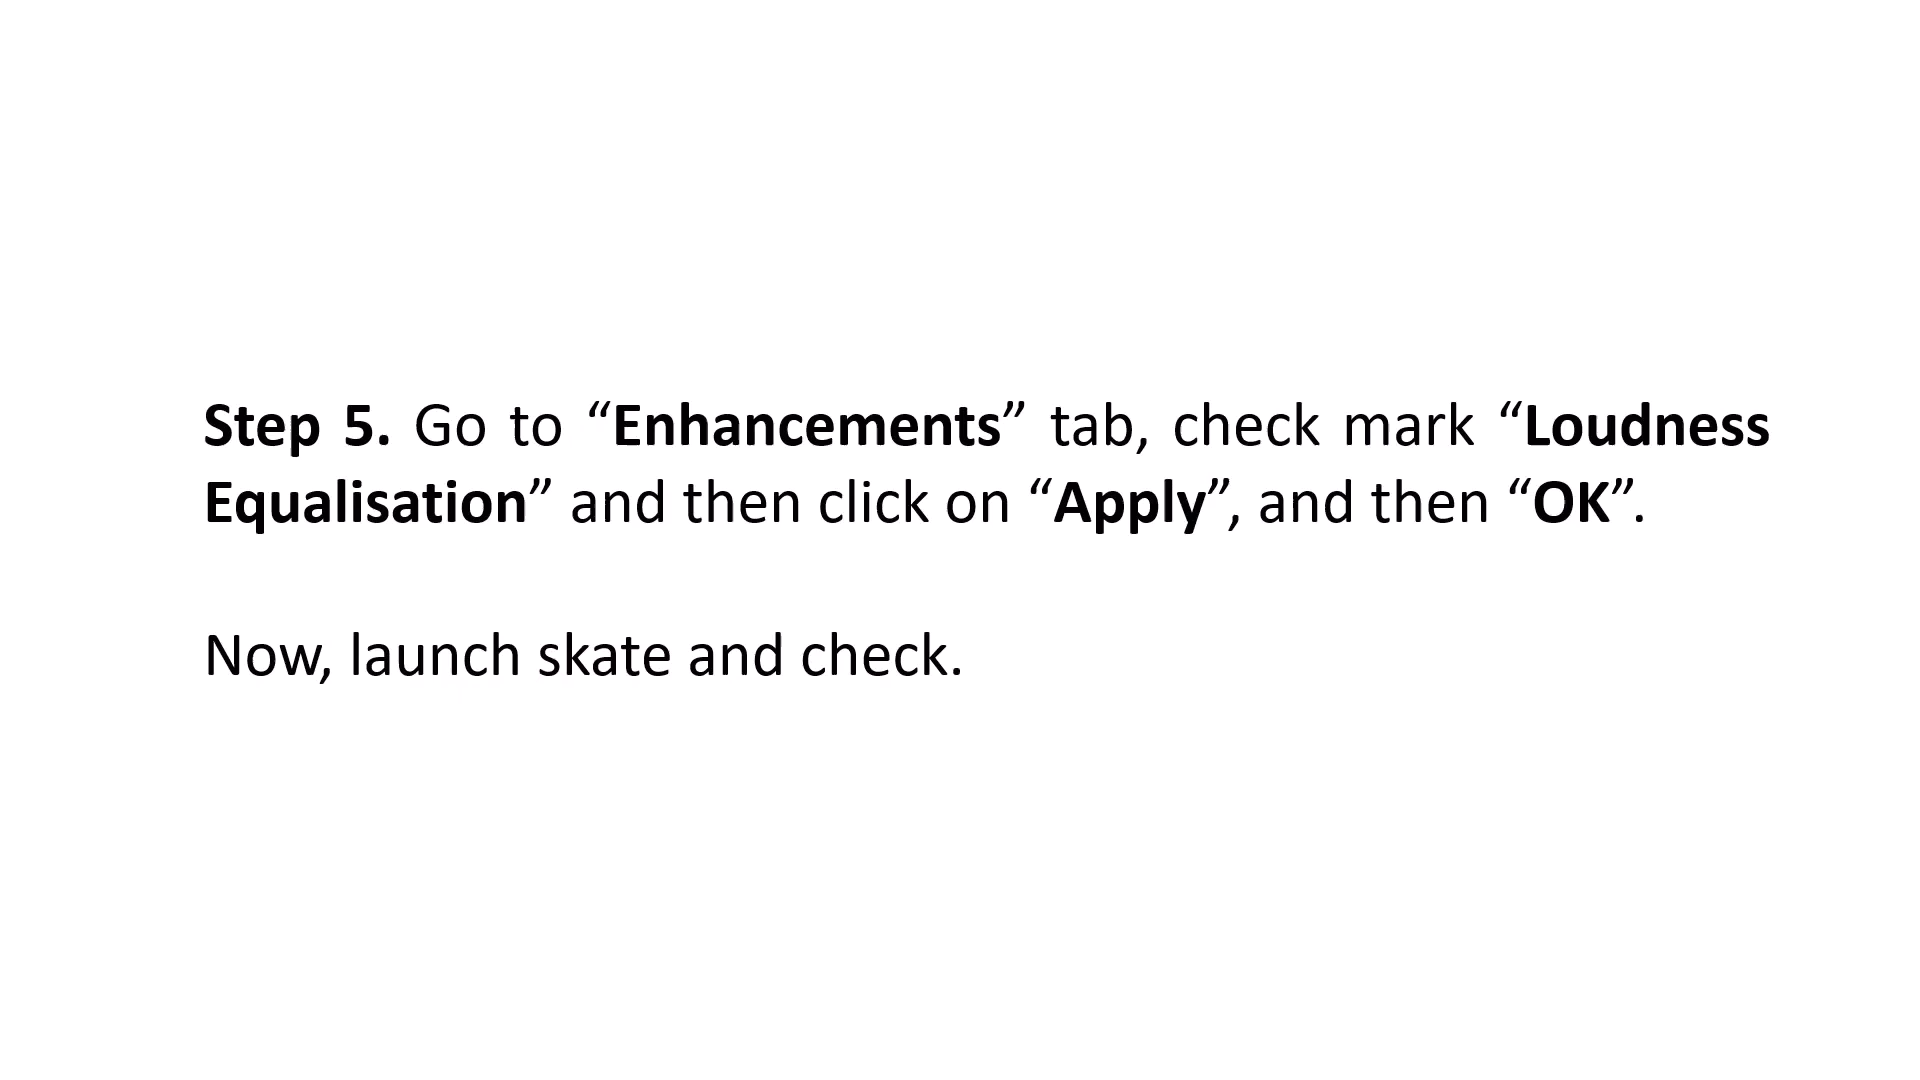 Step 5. Go to “Enhancements” tab, check mark “Loudness
Equalisation” and then click on “Apply”, and then “OK”.
Now, launch skate and check.